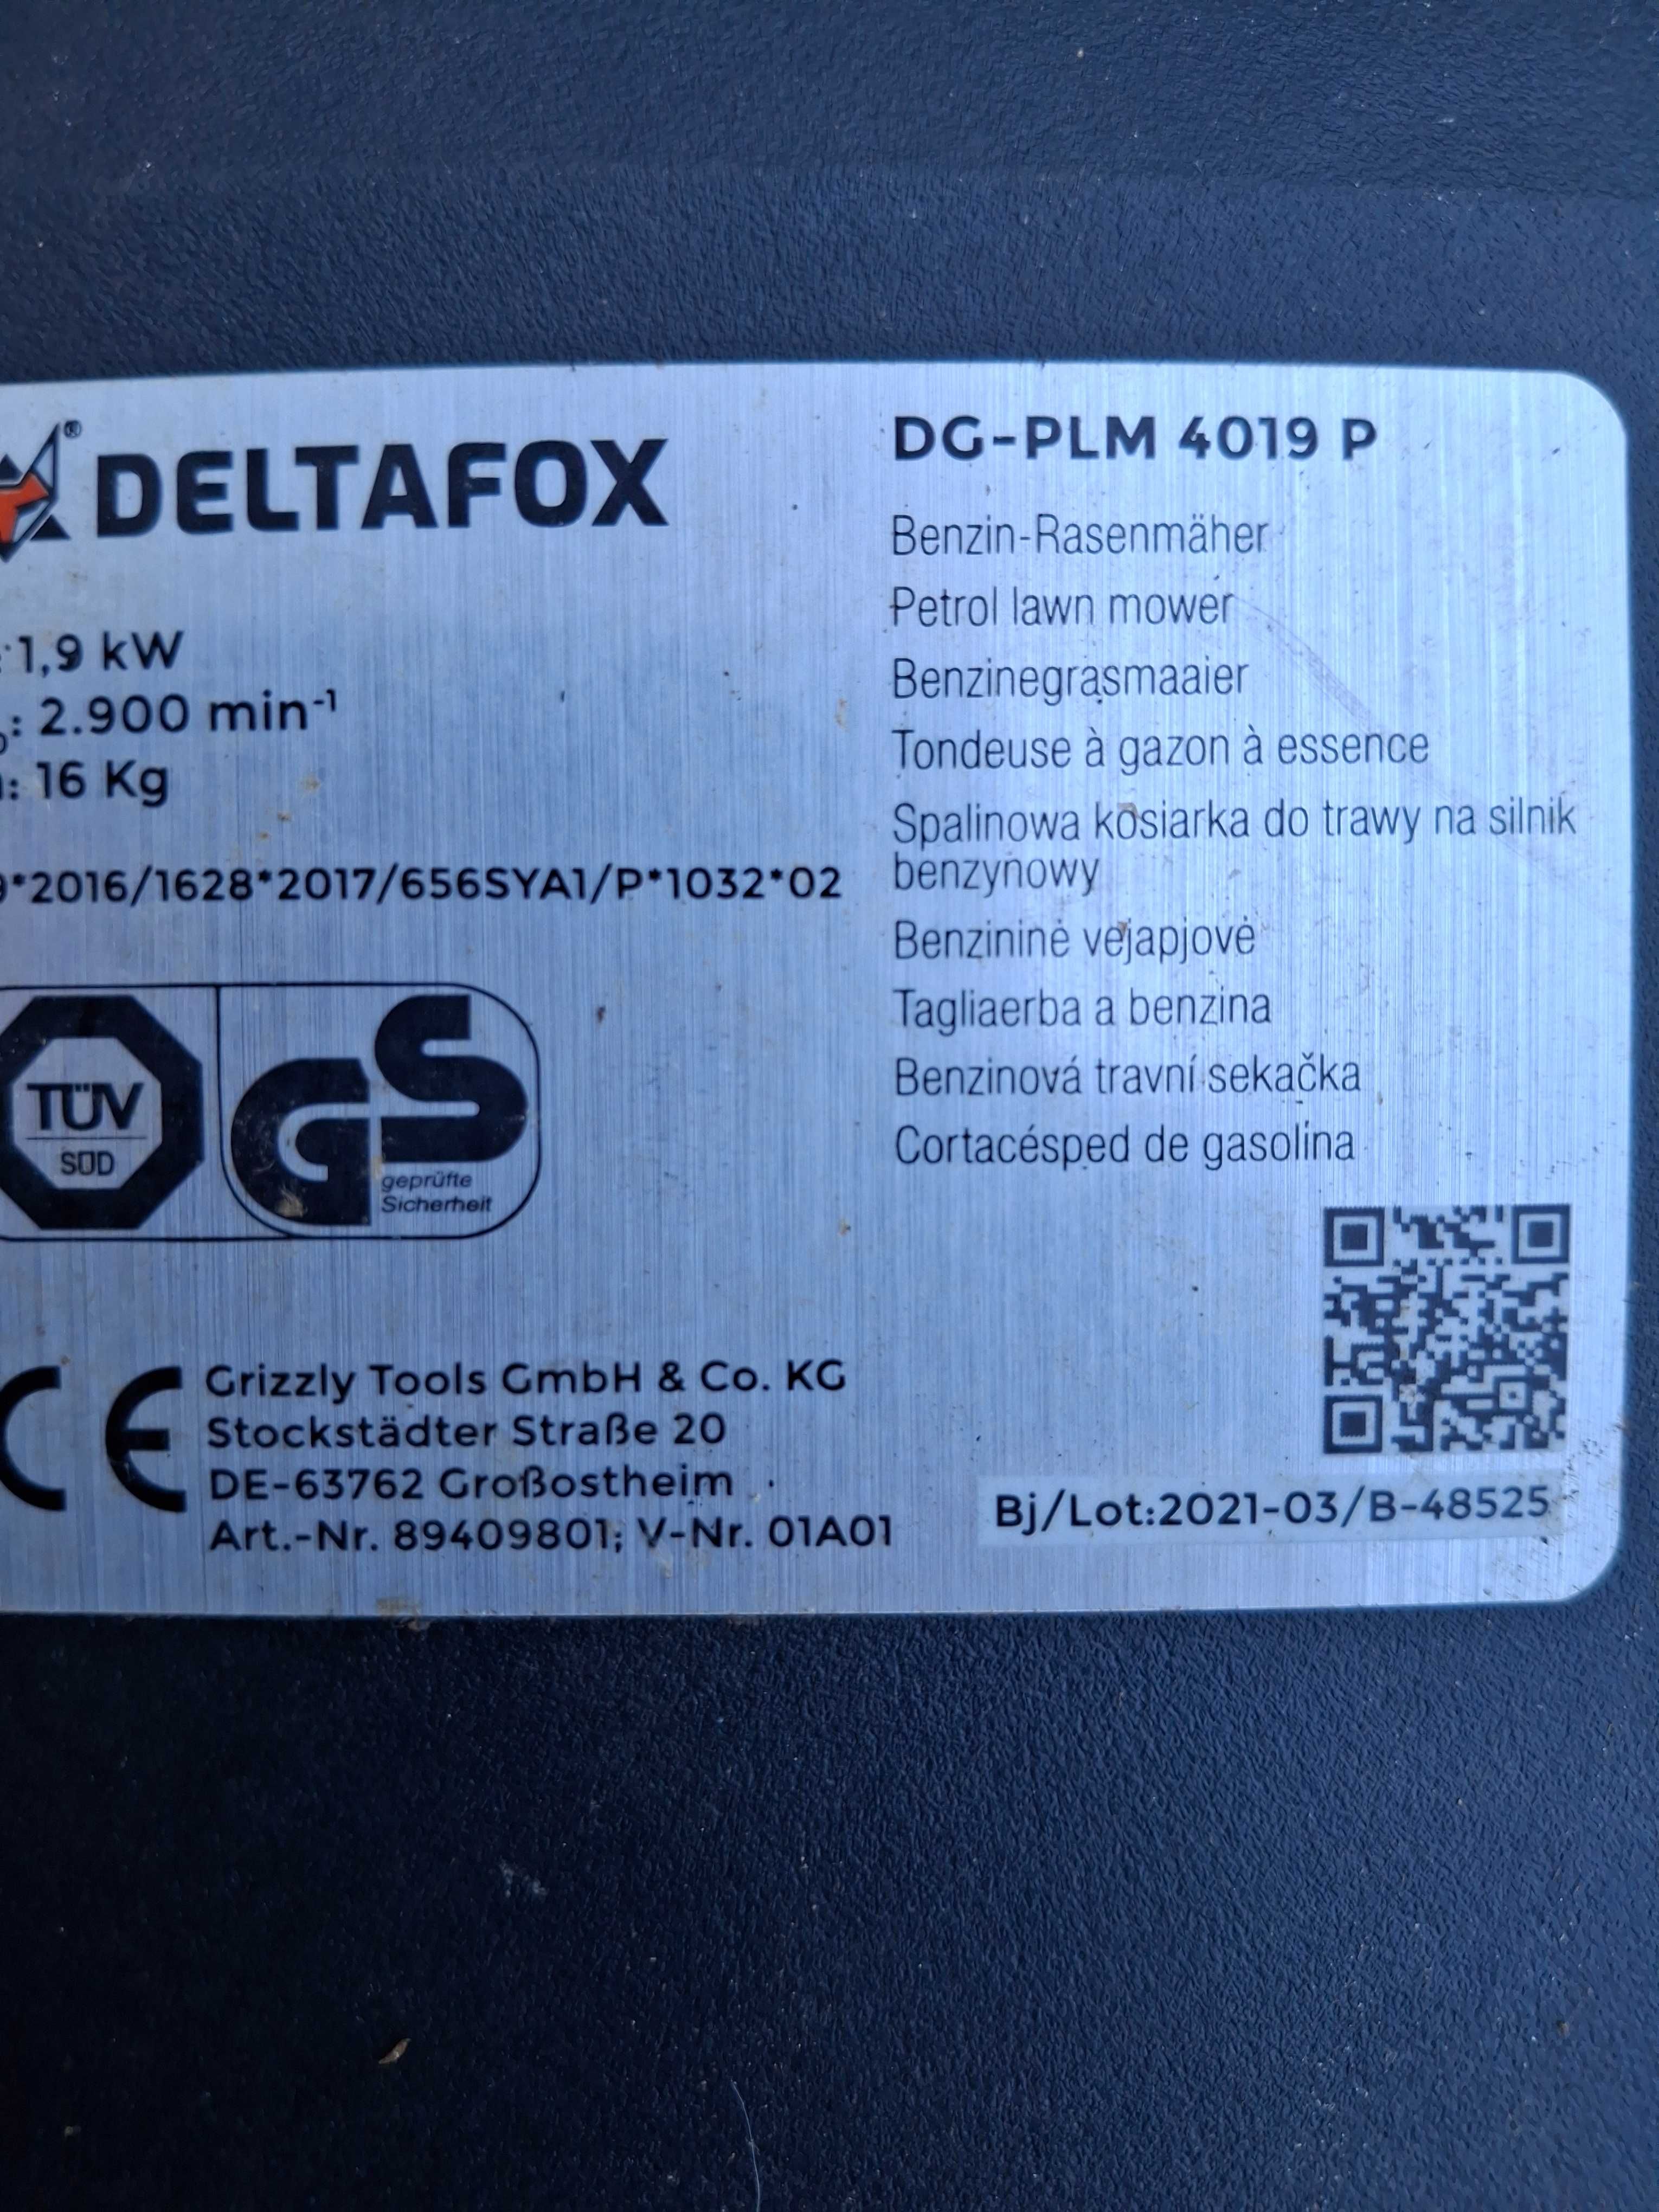 DELTAFOX
®
1,9 kW
: 2.900 min-¹
: 16 Kg
*2016/1628*2017/656SYA1/P*1032*02
TÜV
SÜD
GS
geprüfte
Sicherheit
CE
Grizzly Tools GmbH & Co. KG
Stockstädter Straße 20
DE-63762 Großostheim
Art.-Nr. 89409801; V-Nr. 01A01
DG-PLM 4019 P
Benzin-Rasenmäher
Petrol lawn mower
Benzinegrasmaaier
Tondeuse à gazon à essence
Spalinowa kosiarka do trawy na silnik
benzynowy
Benzininė vejapjovė
Tagliaerba a benzina
Benzinová travní sekačka
Cortacésped de gasolina
Bj/Lot:2021-03/B-48525